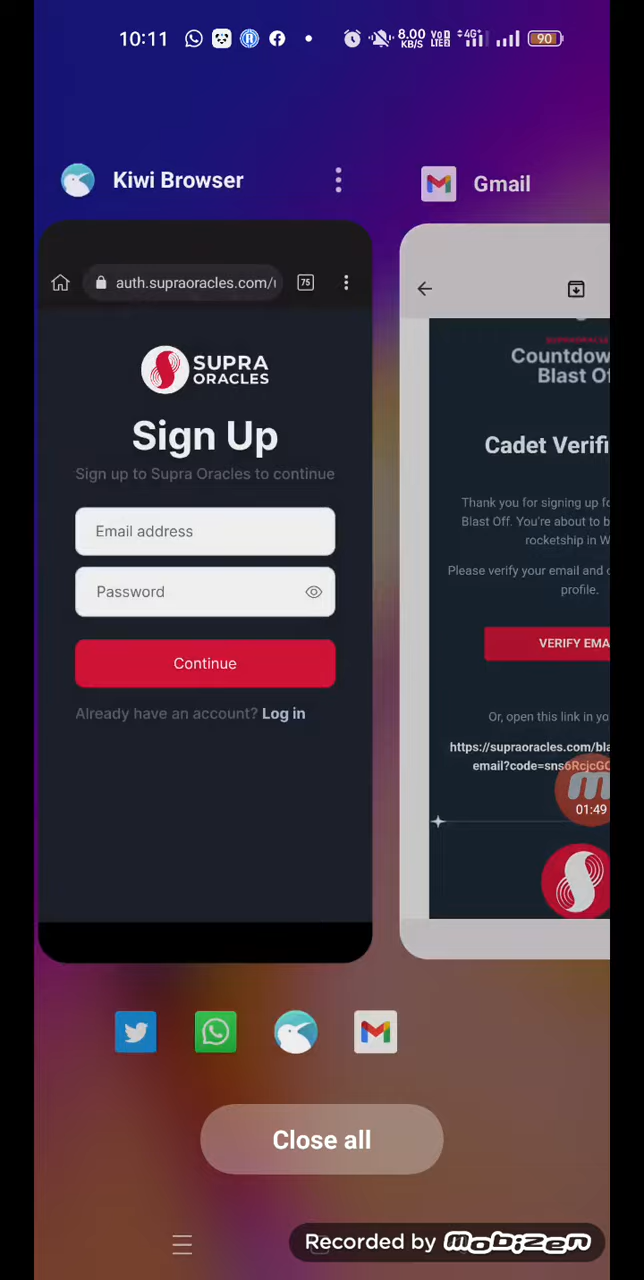 10:11
8.00 KB/S
VoD LTED
4G+
90
Kiwi Browser
Gmail
auth.supraoracles.com/
75
SUPRA
ORACLES
Sign Up
Sign up to Supra Oracles to continue
Email address
Password
Continue
Already have an account? Log in
SUPRAORACLES
Countdow
Blast Of
Cadet Verifi
Thank you for signing up fo
Blast Off. You're about to b
rocketship in W
Please verify your email and c
profile.
VERIFY EMA
Or, open this link in yo
https://supraoracles.com/bla
email?code=sns6RcjcG
01:49
Close all
Recorded by mobizen